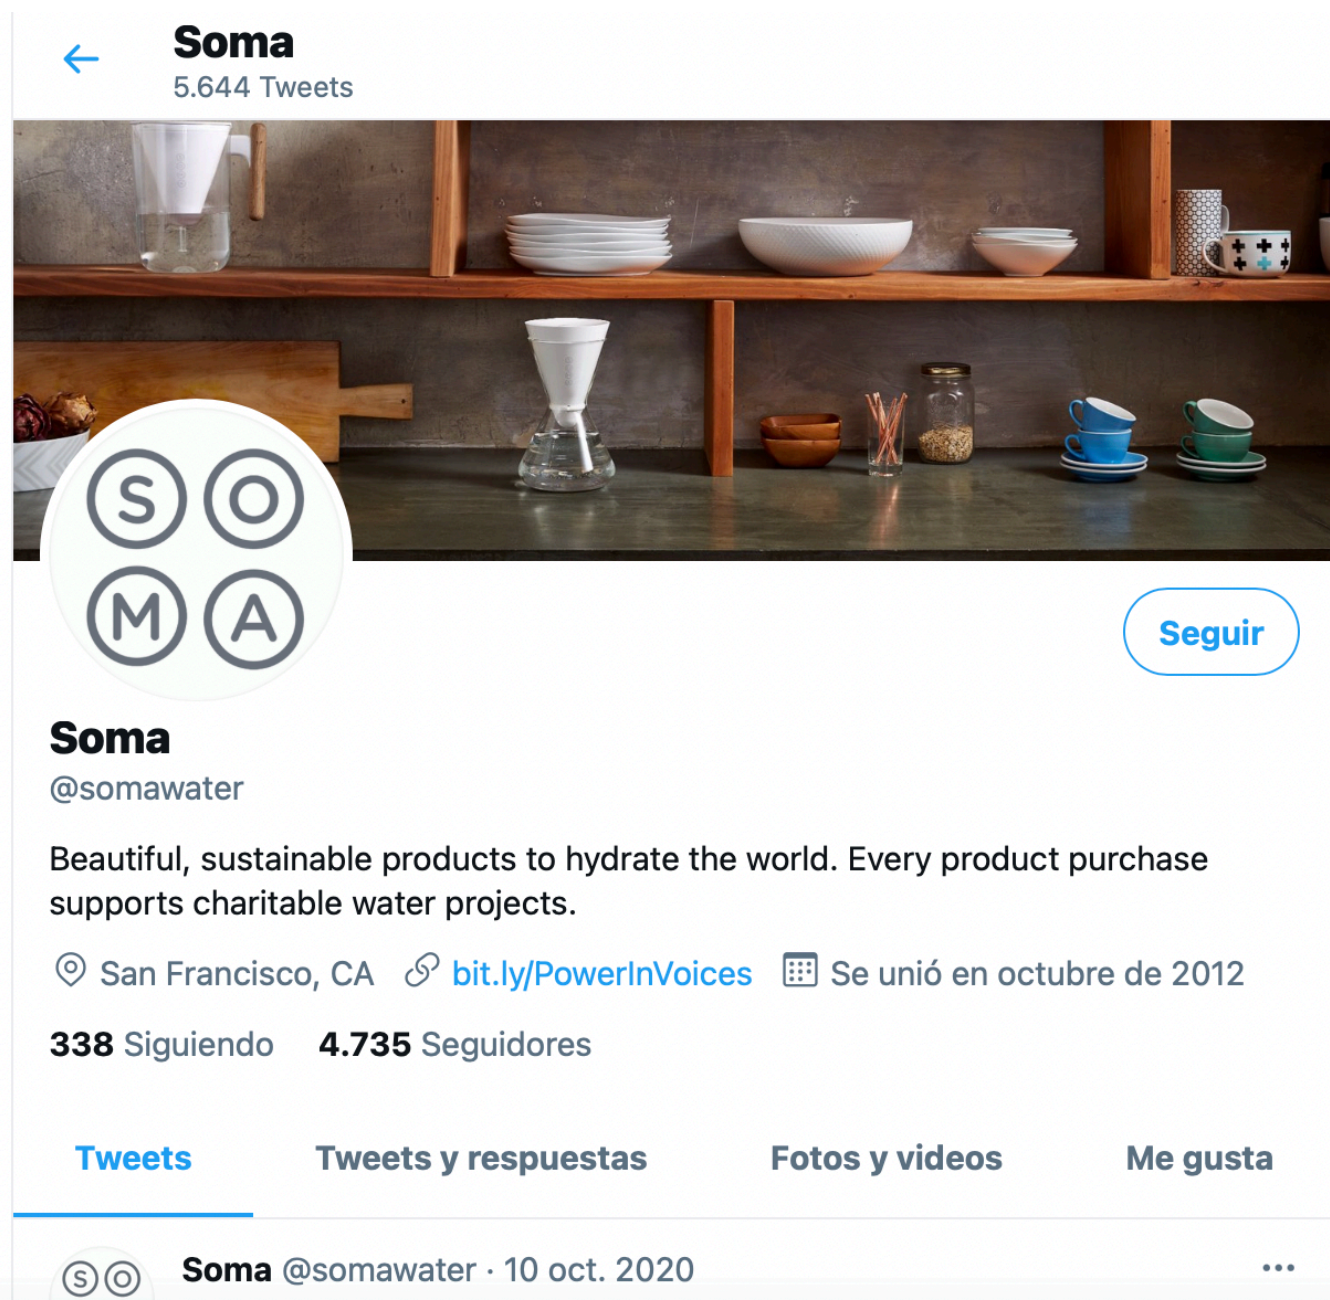 Soma
5.644 Tweets
S O
M A
Seguir
Soma
@somawater
Beautiful, sustainable products to hydrate the world. Every product purchase
supports charitable water projects.
San Francisco, CA bit.ly/PowerInVoices Se unió en octubre de 2012
338 Siguiendo 4.735 Seguidores
Tweets Tweets y respuestas Fotos y videos Me gusta
S O
Soma @somawater · 10 oct. 2020 ...